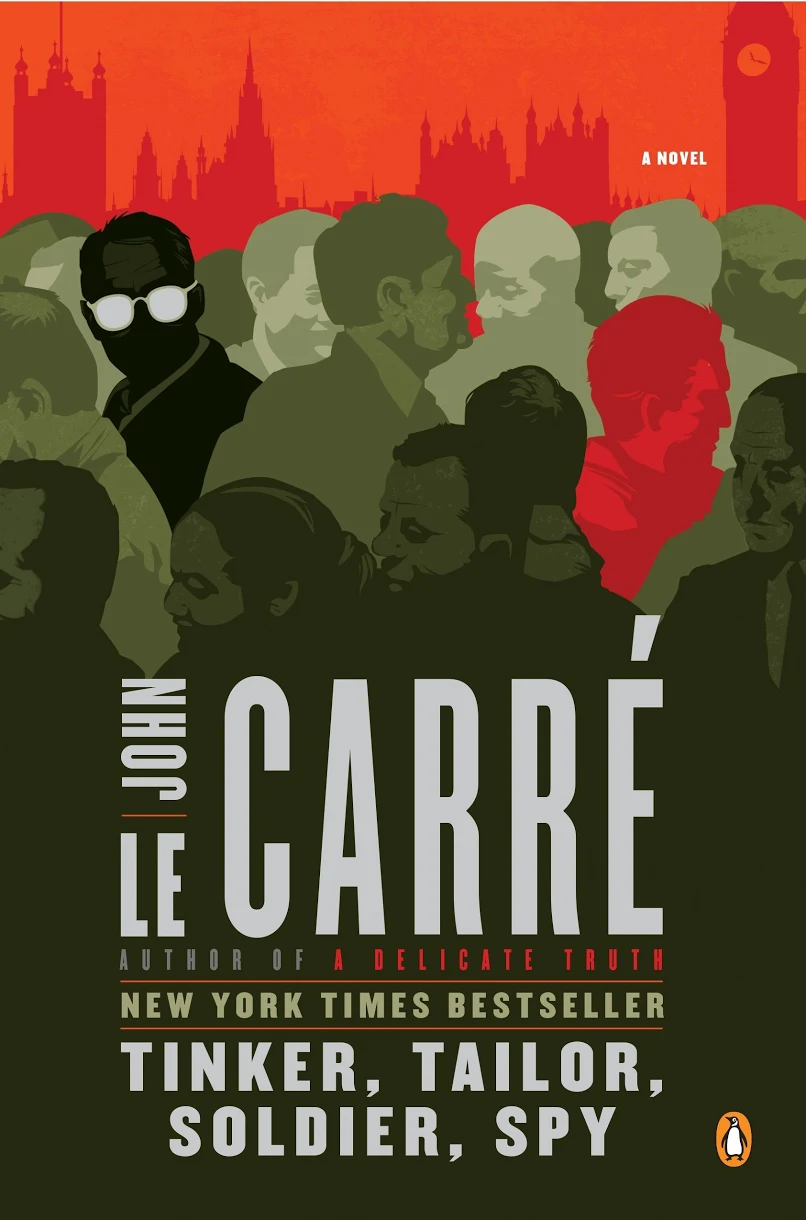 A NOVEL
JOHN
LE CARRÉ
AUTHOR OF A DELICATE TRUTH
NEW YORK TIMES BESTSELLER
TINKER, TAILOR,
SOLDIER, SPY